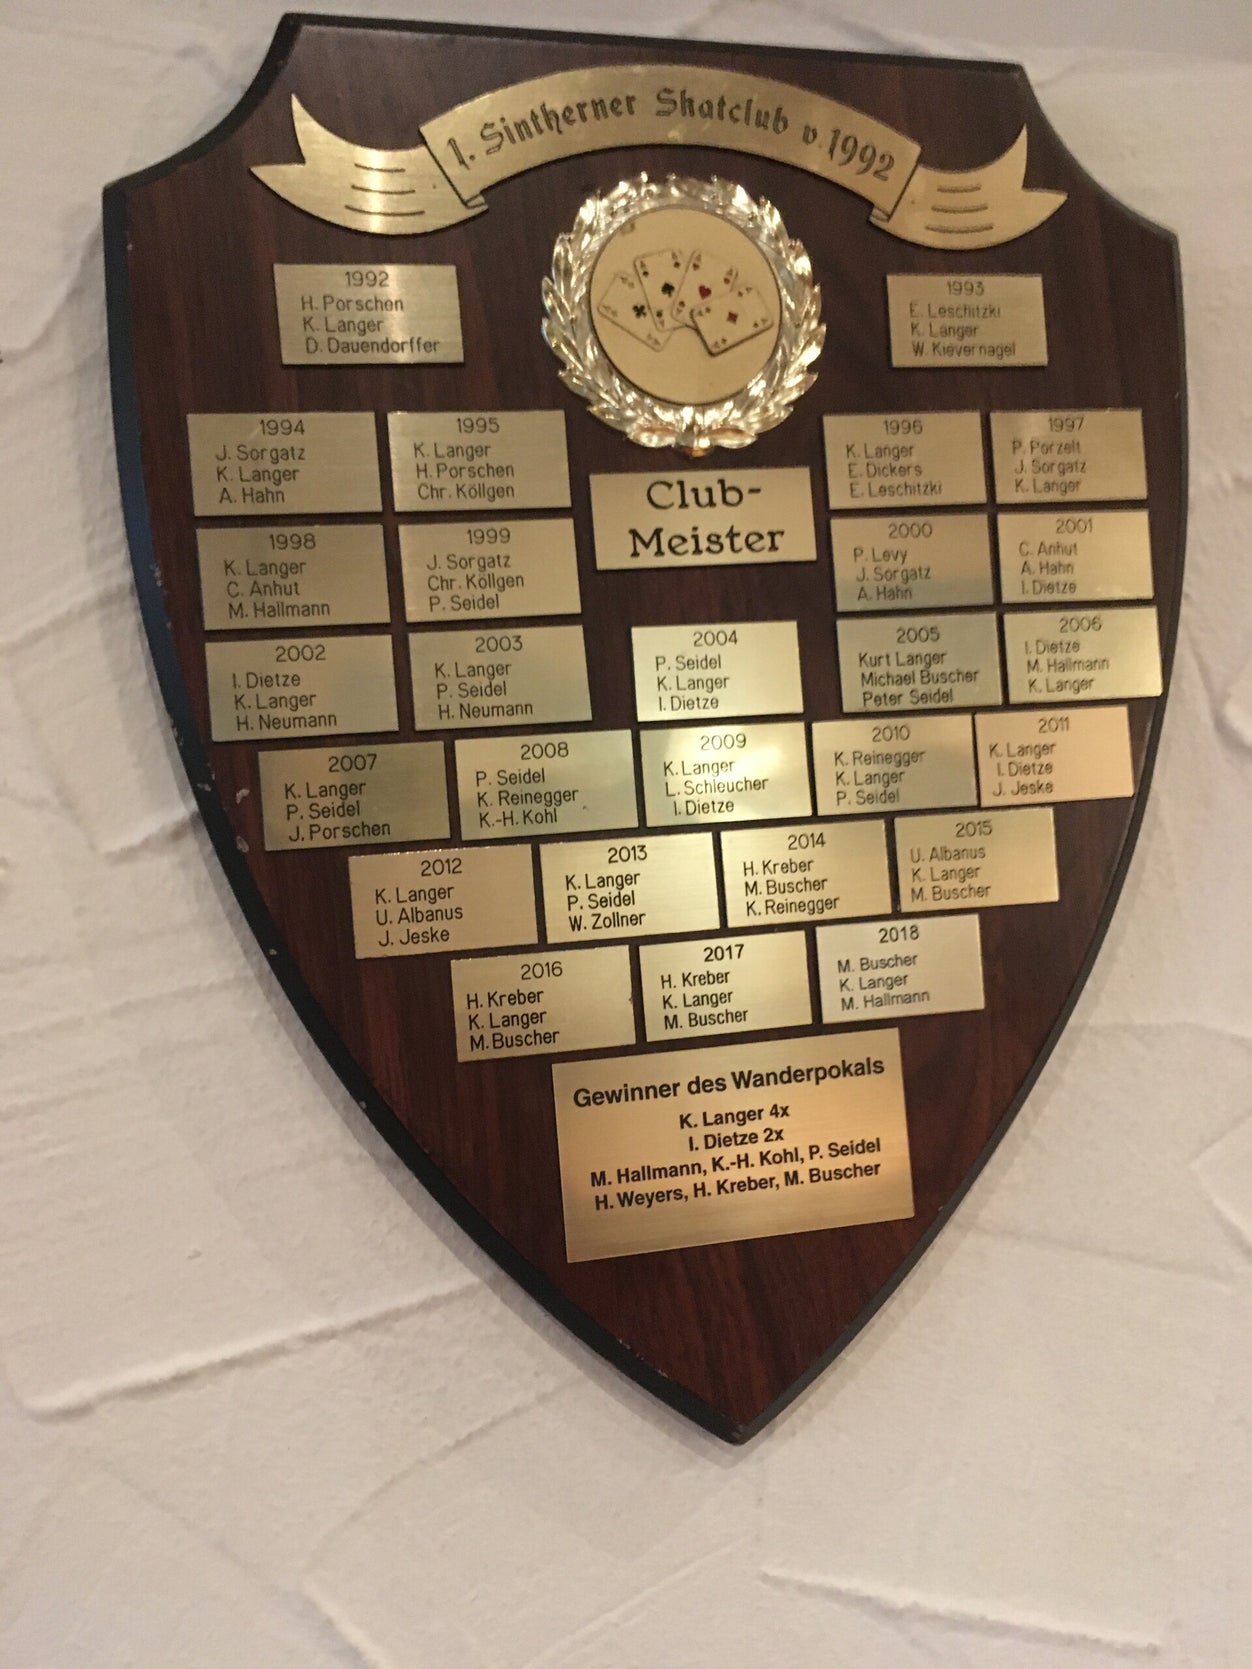 1. Sintherner Skatclub v. 1992
1992
H. Porschen
K. Langer
D. Dauendorffer
1993
E. Leschitzki
K. Langer
W. Kievernagel
1994
J. Sorgatz
K. Langer
A. Hahn
1995
K. Langer
H. Porschen
Chr. Köllgen
Club-
Meister
1996
K. Langer
E. Dickers
E. Leschitzki
1997
P. Porzelt
J. Sorgatz
K. Langer
1998
K. Langer
C. Anhut
M. Hallmann
1999
J. Sorgatz
Chr. Köllgen
P. Seidel
2000
P. Levy
J. Sorgatz
A. Hahn
2001
C. Anhut
A. Hahn
I. Dietze
2002
I. Dietze
K. Langer
H. Neumann
2003
K. Langer
P. Seidel
H. Neumann
2004
P. Seidel
K. Langer
I. Dietze
2005
Kurt Langer
Michael Buscher
Peter Seidel
2006
I. Dietze
M. Hallmann
K. Langer
2007
K. Langer
P. Seidel
J. Porschen
2008
P. Seidel
K. Reinegger
K.-H. Kohl
2009
K. Langer
L. Schleucher
I. Dietze
2010
K. Reinegger
K. Langer
P. Seidel
2011
K. Langer
I. Dietze
J. Jeske
2012
K. Langer
U. Albanus
J. Jeske
2013
K. Langer
P. Seidel
W. Zollner
2014
H. Kreber
M. Buscher
K. Reinegger
2015
U. Albanus
K. Langer
M. Buscher
2016
H. Kreber
K. Langer
M. Buscher
2017
H. Kreber
K. Langer
M. Buscher
2018
M. Buscher
K. Langer
M. Hallmann
Gewinner des Wanderpokals
K. Langer 4x
I. Dietze 2x
M. Hallmann, K.-H. Kohl, P. Seidel
H. Weyers, H. Kreber, M. Buscher